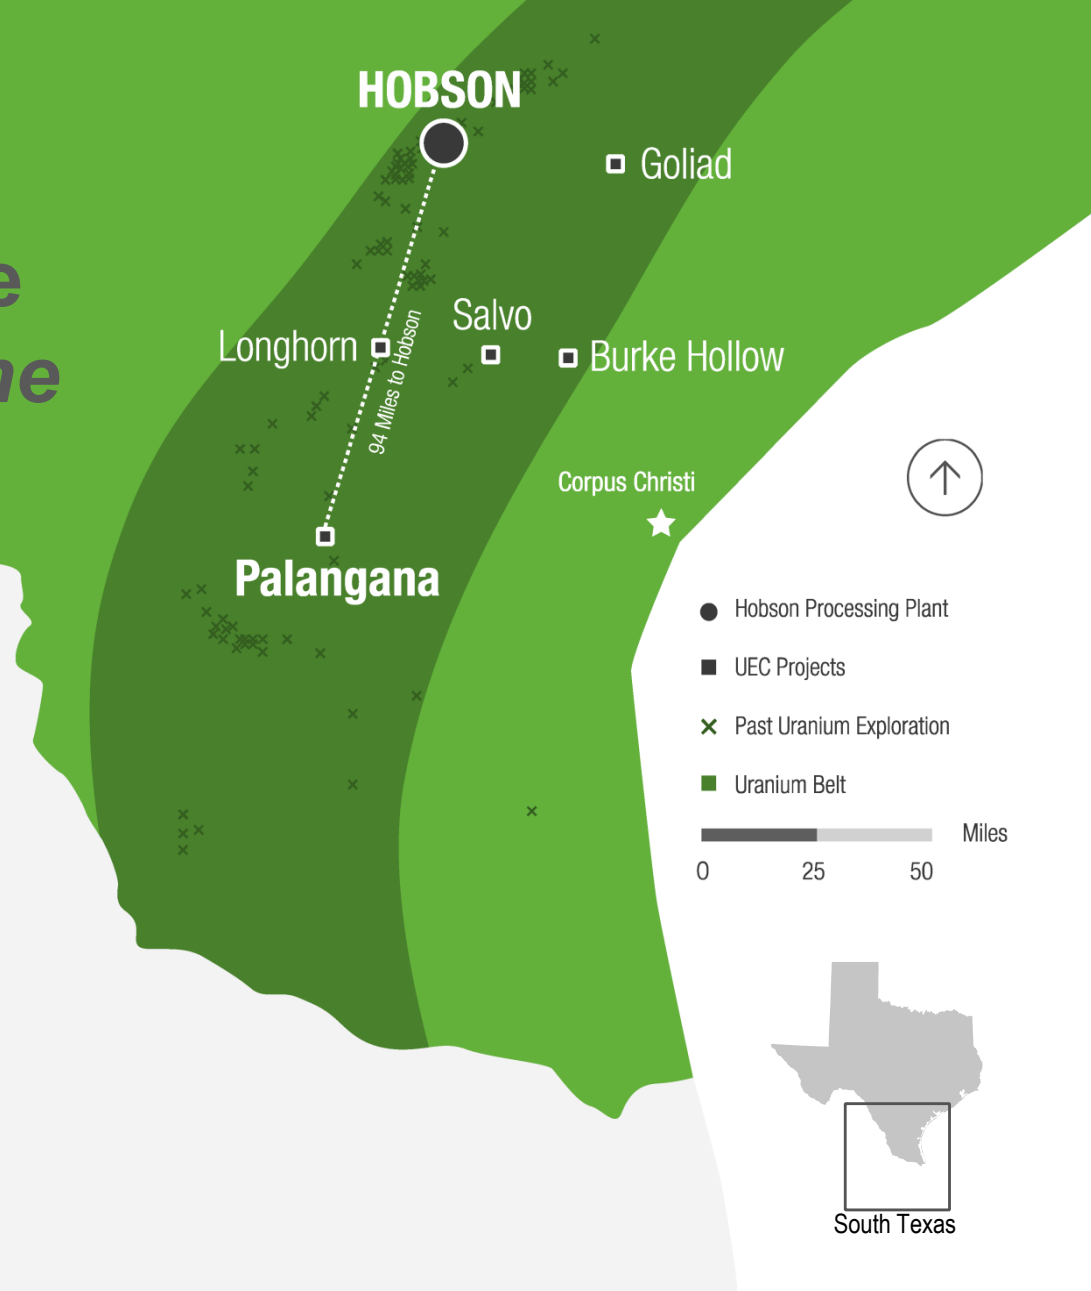 HOBSON
Goliad
Salvo
Longhorn
Burke Hollow
94 Miles to Hobson
Corpus Christi
Palangana
Hobson Processing Plant
UEC Projects
Past Uranium Exploration
Uranium Belt
Miles
0 25 50
South Texas